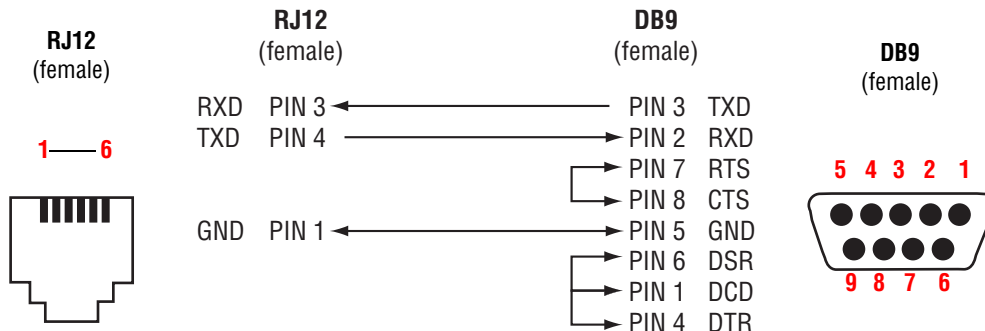 RJ12
(female)
1 6
RJ12
(female)
DB9
(female)
RXD PIN 3 PIN 3 TXD
TXD PIN 4 PIN 2 RXD
PIN 7 RTS
PIN 8 CTS
GND PIN 1 PIN 5 GND
PIN 6 DSR
PIN 1 DCD
PIN 4 DTR
DB9
(female)
5 4 3 2 1
9 8 7 6